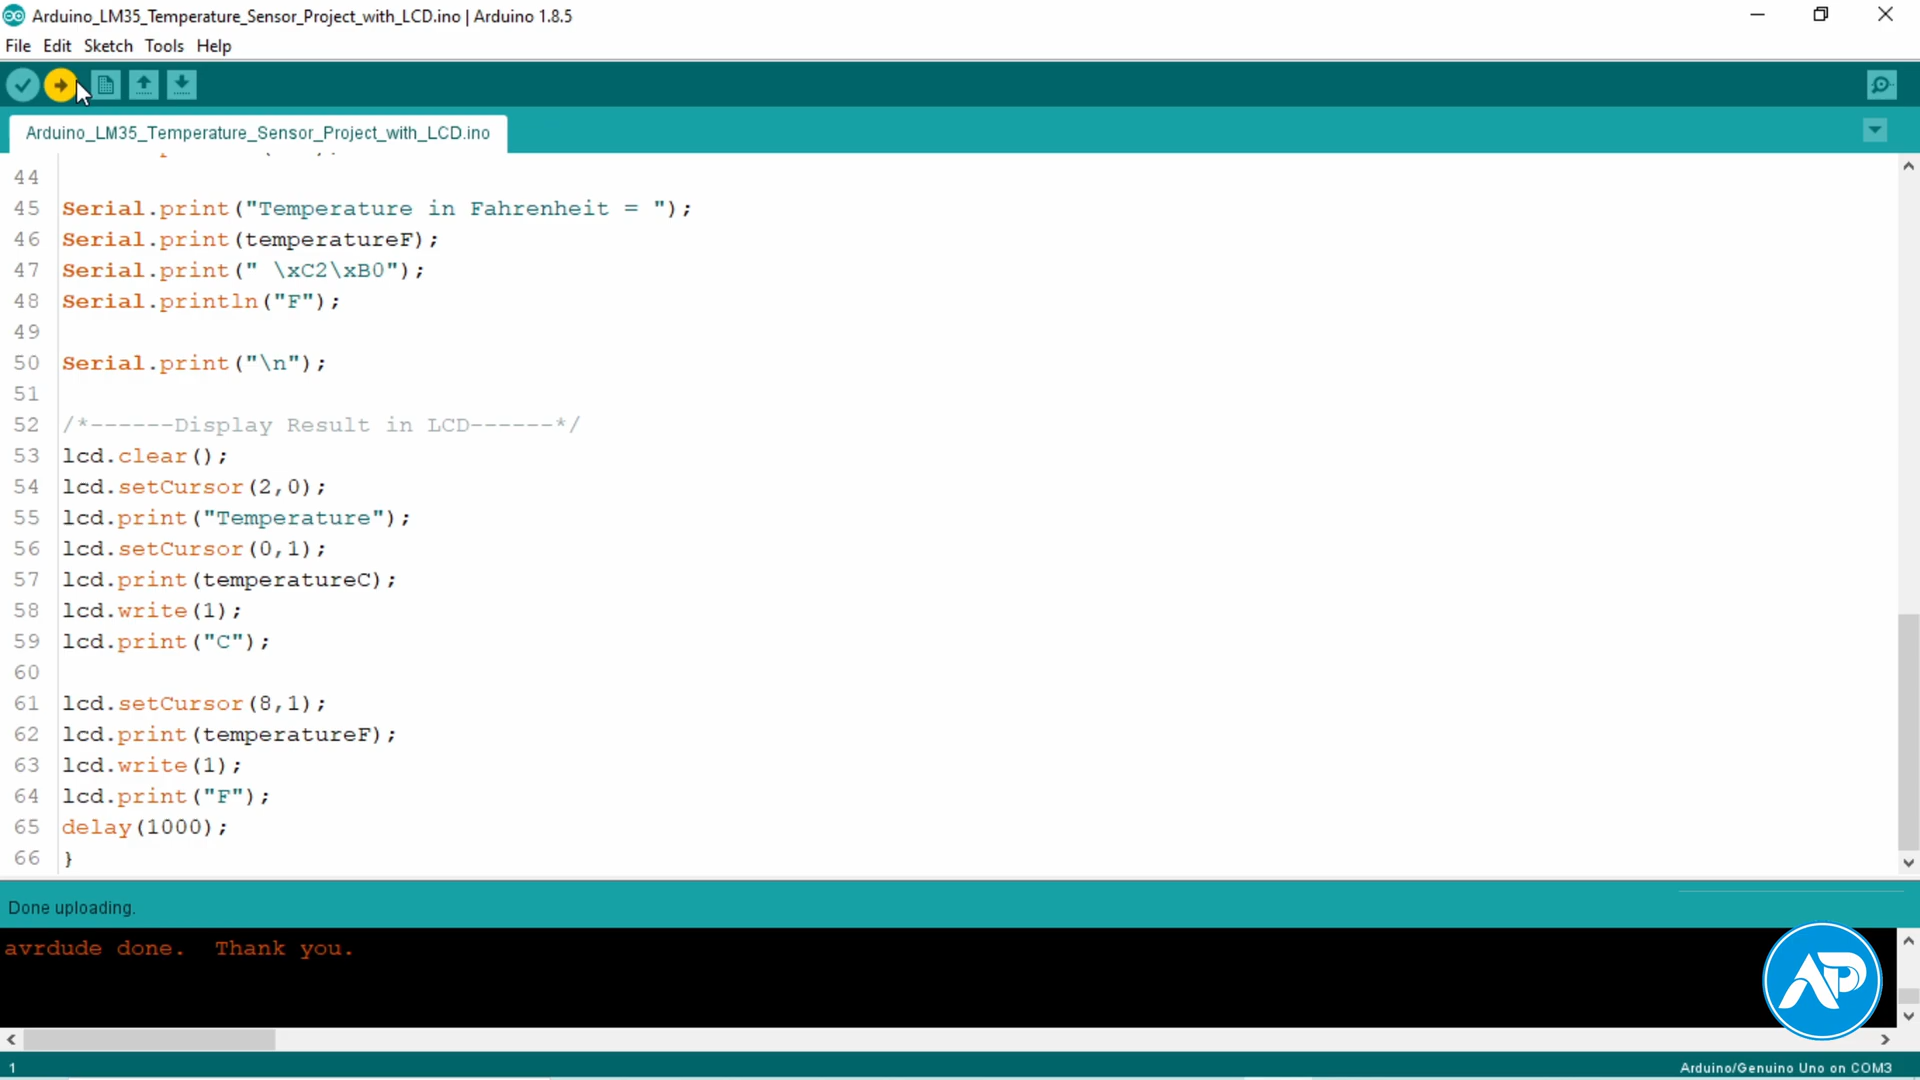 Arduino_LM35_Temperature_Sensor_Project_with_LCD.ino | Arduino 1.8.5
File Edit Sketch Tools Help
Arduino_LM35_Temperature_Sensor_Project_with_LCD.ino
44
45 Serial.print("Temperature in Fahrenheit = ");
46 Serial.print(temperatureF);
47 Serial.print(" \xC2\xB0");
48 Serial.println("F");
49
50 Serial.print("\n");
51
52 /*------Display Result in LCD------*/
53 lcd.clear();
54 lcd.setCursor(2,0);
55 lcd.print("Temperature");
56 lcd.setCursor(0,1);
57 lcd.print(temperatureC);
58 lcd.write(1);
59 lcd.print("C");
60
61 lcd.setCursor(8,1);
62 lcd.print(temperatureF);
63 lcd.write(1);
64 lcd.print("F");
65 delay(1000);
66 }
Done uploading.
avrdude done.  Thank you.
AP
1 Arduino/Genuino Uno on COM3